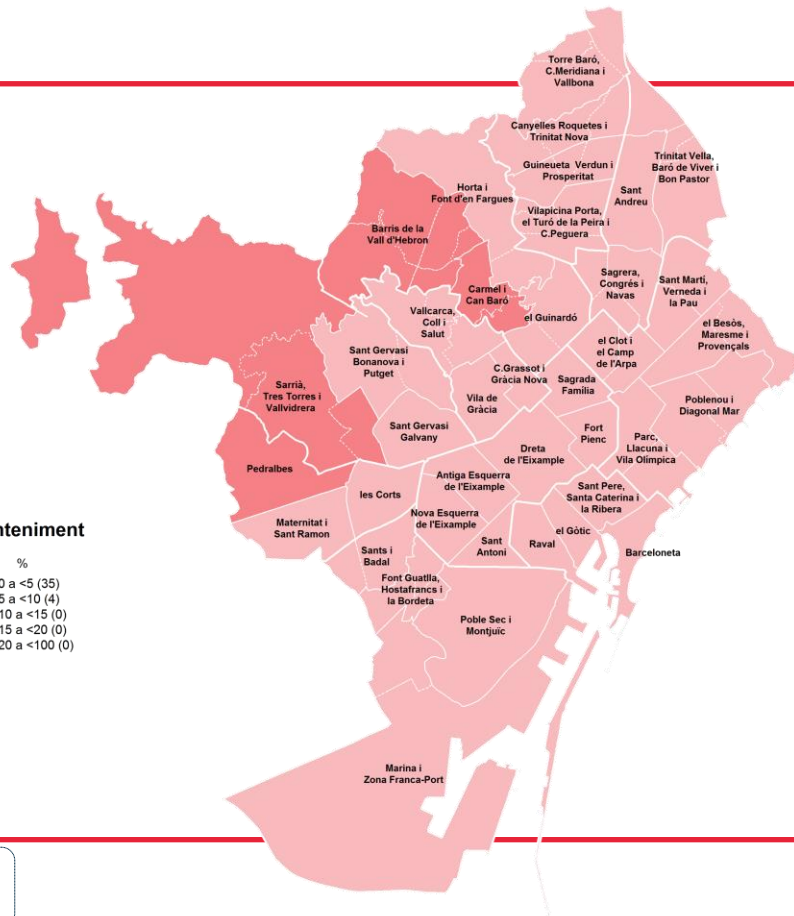 Torre Baró,
C.Meridiana i
Vallbona
Canyelles Roquetes i
Trinitat Nova
Guineueta Verdun i
Prosperitat
Trinitat Vella,
Baró de Viver i
Bon Pastor
Sant
Andreu
Horta i
Font d'en Fargues
Vilapicina Porta,
el Turó de la Peira i
C.Peguera
Barris de la
Vall d'Hebron
Carmel i
Can Baró
Sagrera,
Congrés i
Navas
Sant Martí,
Verneda i
la Pau
Vallcarca,
Coll i
Salut
el Guinardó
el Besòs,
Maresme i
Provençals
Sant Gervasi
Bonanova i
Putget
el Clot i
el Camp
de l'Arpa
C.Grassot i
Gràcia Nova
Sagrada
Família
Sarrià,
Tres Torres i
Vallvidrera
Vila de
Gràcia
Poblenou i
Diagonal Mar
Sant Gervasi
Galvany
Fort
Pienc
Parc,
Llacuna i
Vila Olímpica
Dreta
de l'Eixample
Pedralbes
Antiga Esquerra
de l'Eixample
les Corts
Sant Pere,
Santa Caterina i
la Ribera
Maternitat i
Sant Ramon
Nova Esquerra
de l'Eixample
el Gòtic
Sant
Antoni
Raval
Barceloneta
Sants i
Badal
Font Guatlla,
Hostafrancs i
la Bordeta
Poble Sec i
Montjuïc
Marina i
Zona Franca-Port
nteniment
%
0 a <5 (35)
5 a <10 (4)
10 a <15 (0)
15 a <20 (0)
20 a <100 (0)